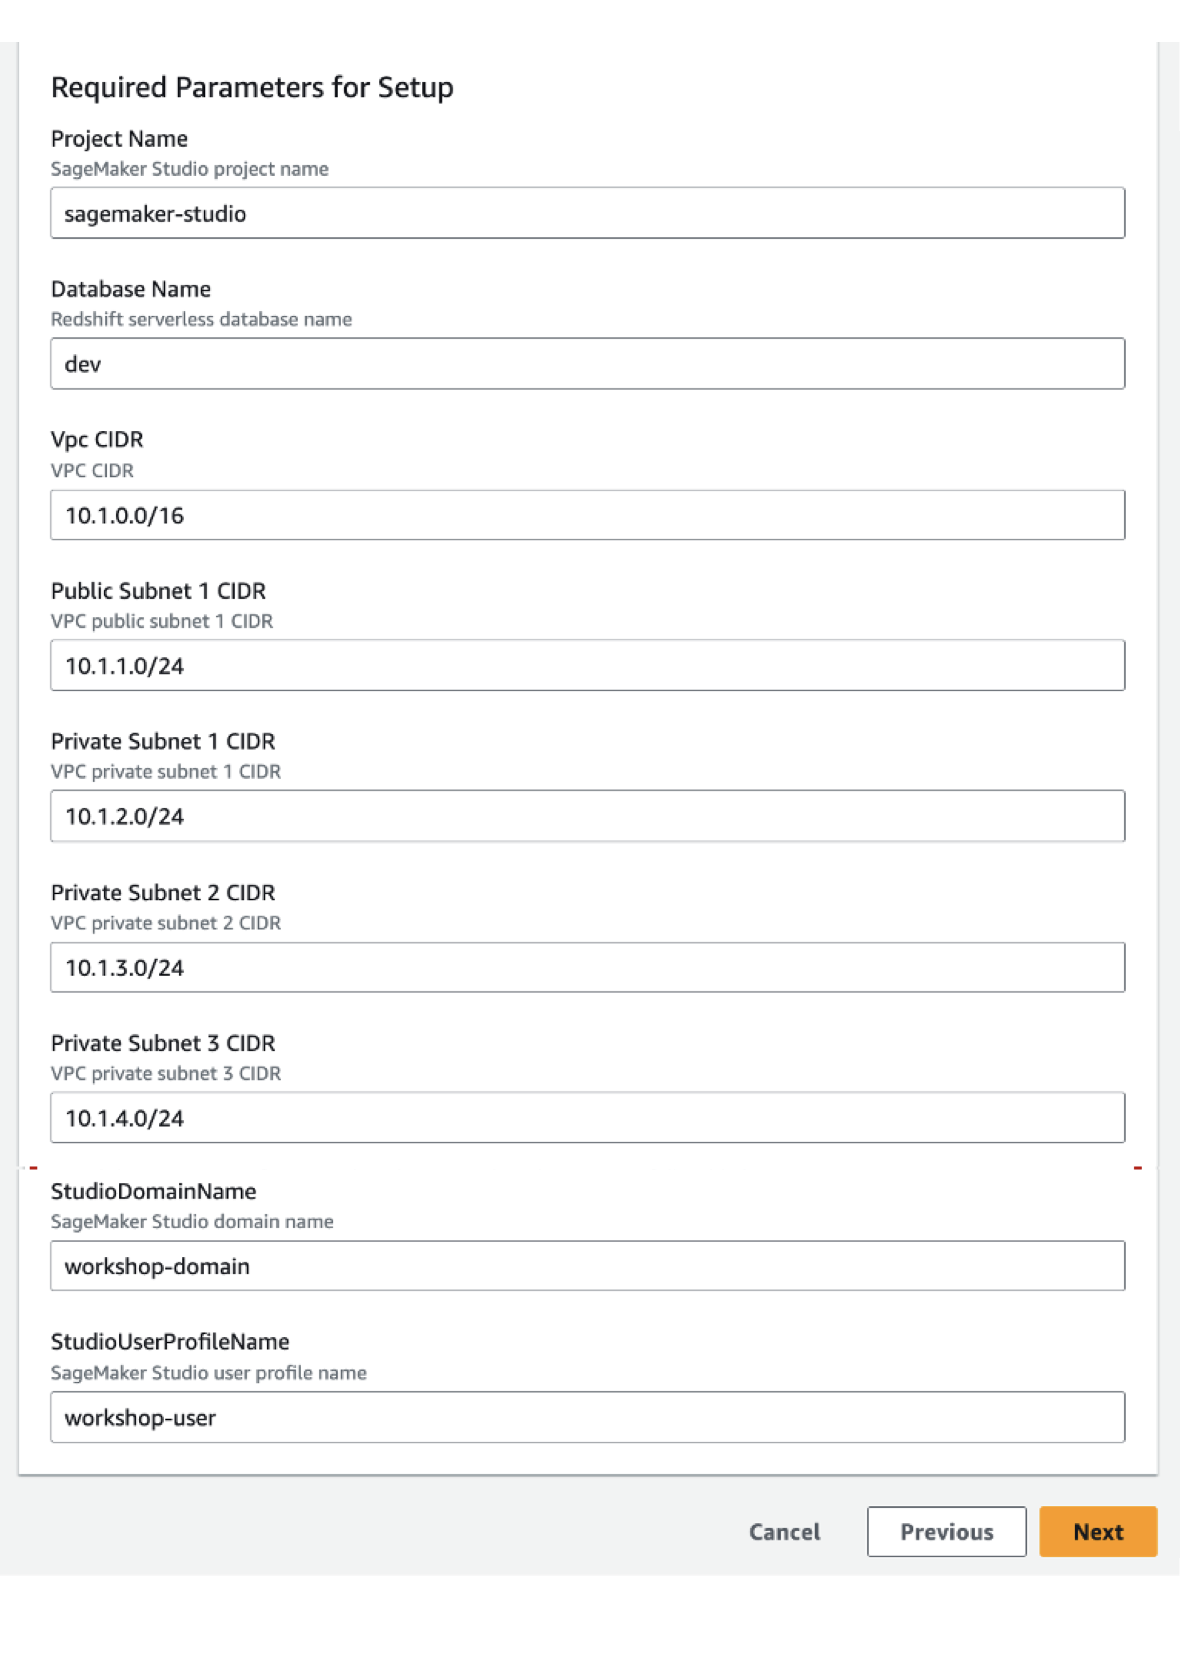 Required Parameters for Setup
Project Name
SageMaker Studio project name
sagemaker-studio
Database Name
Redshift serverless database name
dev
Vpc CIDR
VPC CIDR
10.1.0.0/16
Public Subnet 1 CIDR
VPC public subnet 1 CIDR
10.1.1.0/24
Private Subnet 1 CIDR
VPC private subnet 1 CIDR
10.1.2.0/24
Private Subnet 2 CIDR
VPC private subnet 2 CIDR
10.1.3.0/24
Private Subnet 3 CIDR
VPC private subnet 3 CIDR
10.1.4.0/24
StudioDomainName
SageMaker Studio domain name
workshop-domain
StudioUserProfileName
SageMaker Studio user profile name
workshop-user
Cancel Previous Next